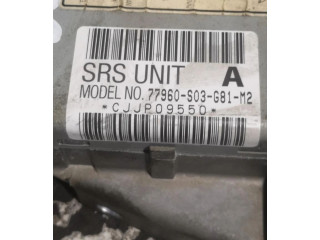 SRS UNIT A
MODEL NO. 77960-S03-G81-M2
*CJJP09550*